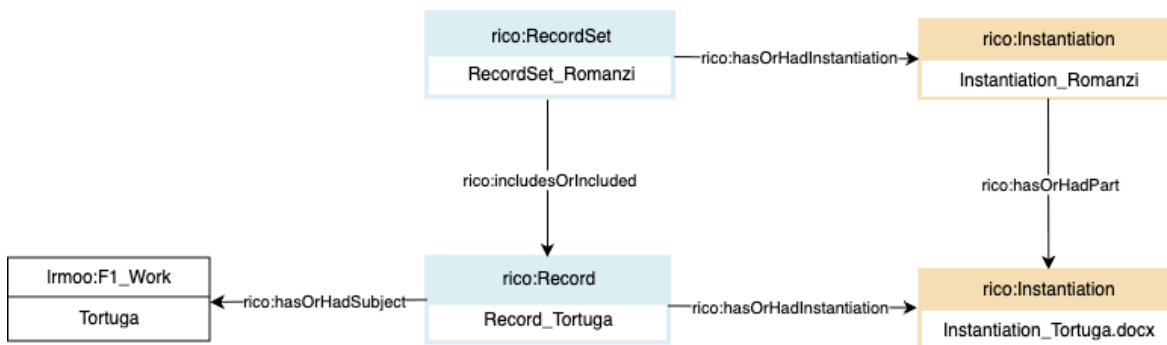 rico:RecordSet
RecordSet_Romanzi
rico:hasOrHadInstantiation
rico:Instantiation
Instantiation_Romanzi
rico:includesOrIncluded
rico:hasOrHadPart
lrmoo:F1_Work
Tortuga
rico:hasOrHadSubject
rico:Record
Record_Tortuga
rico:hasOrHadInstantiation
rico:Instantiation
Instantiation_Tortuga.docx